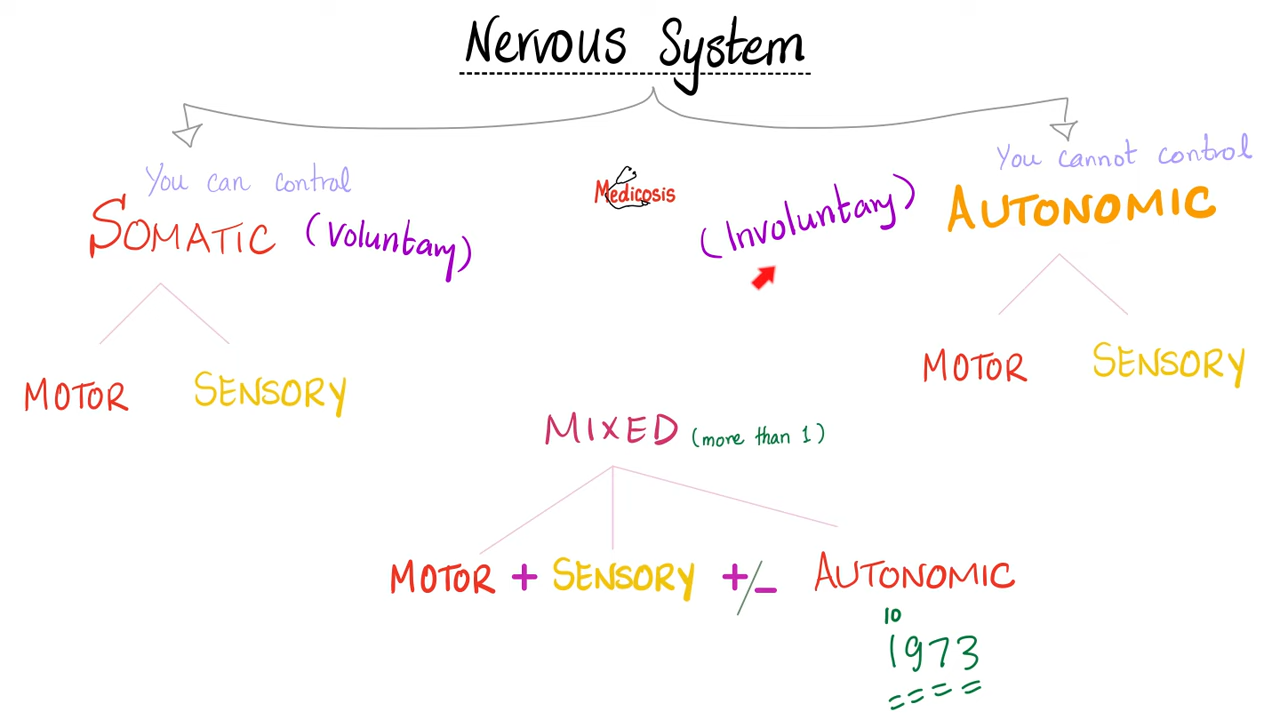 Nervous System
You can control
You cannot control
Medicosis
SOMATIC (Voluntary)
(Involuntary) AUTONOMIC
MOTOR SENSORY
MOTOR SENSORY
MIXED (more than 1)
MOTOR + SENSORY +/- AUTONOMIC
10
1973